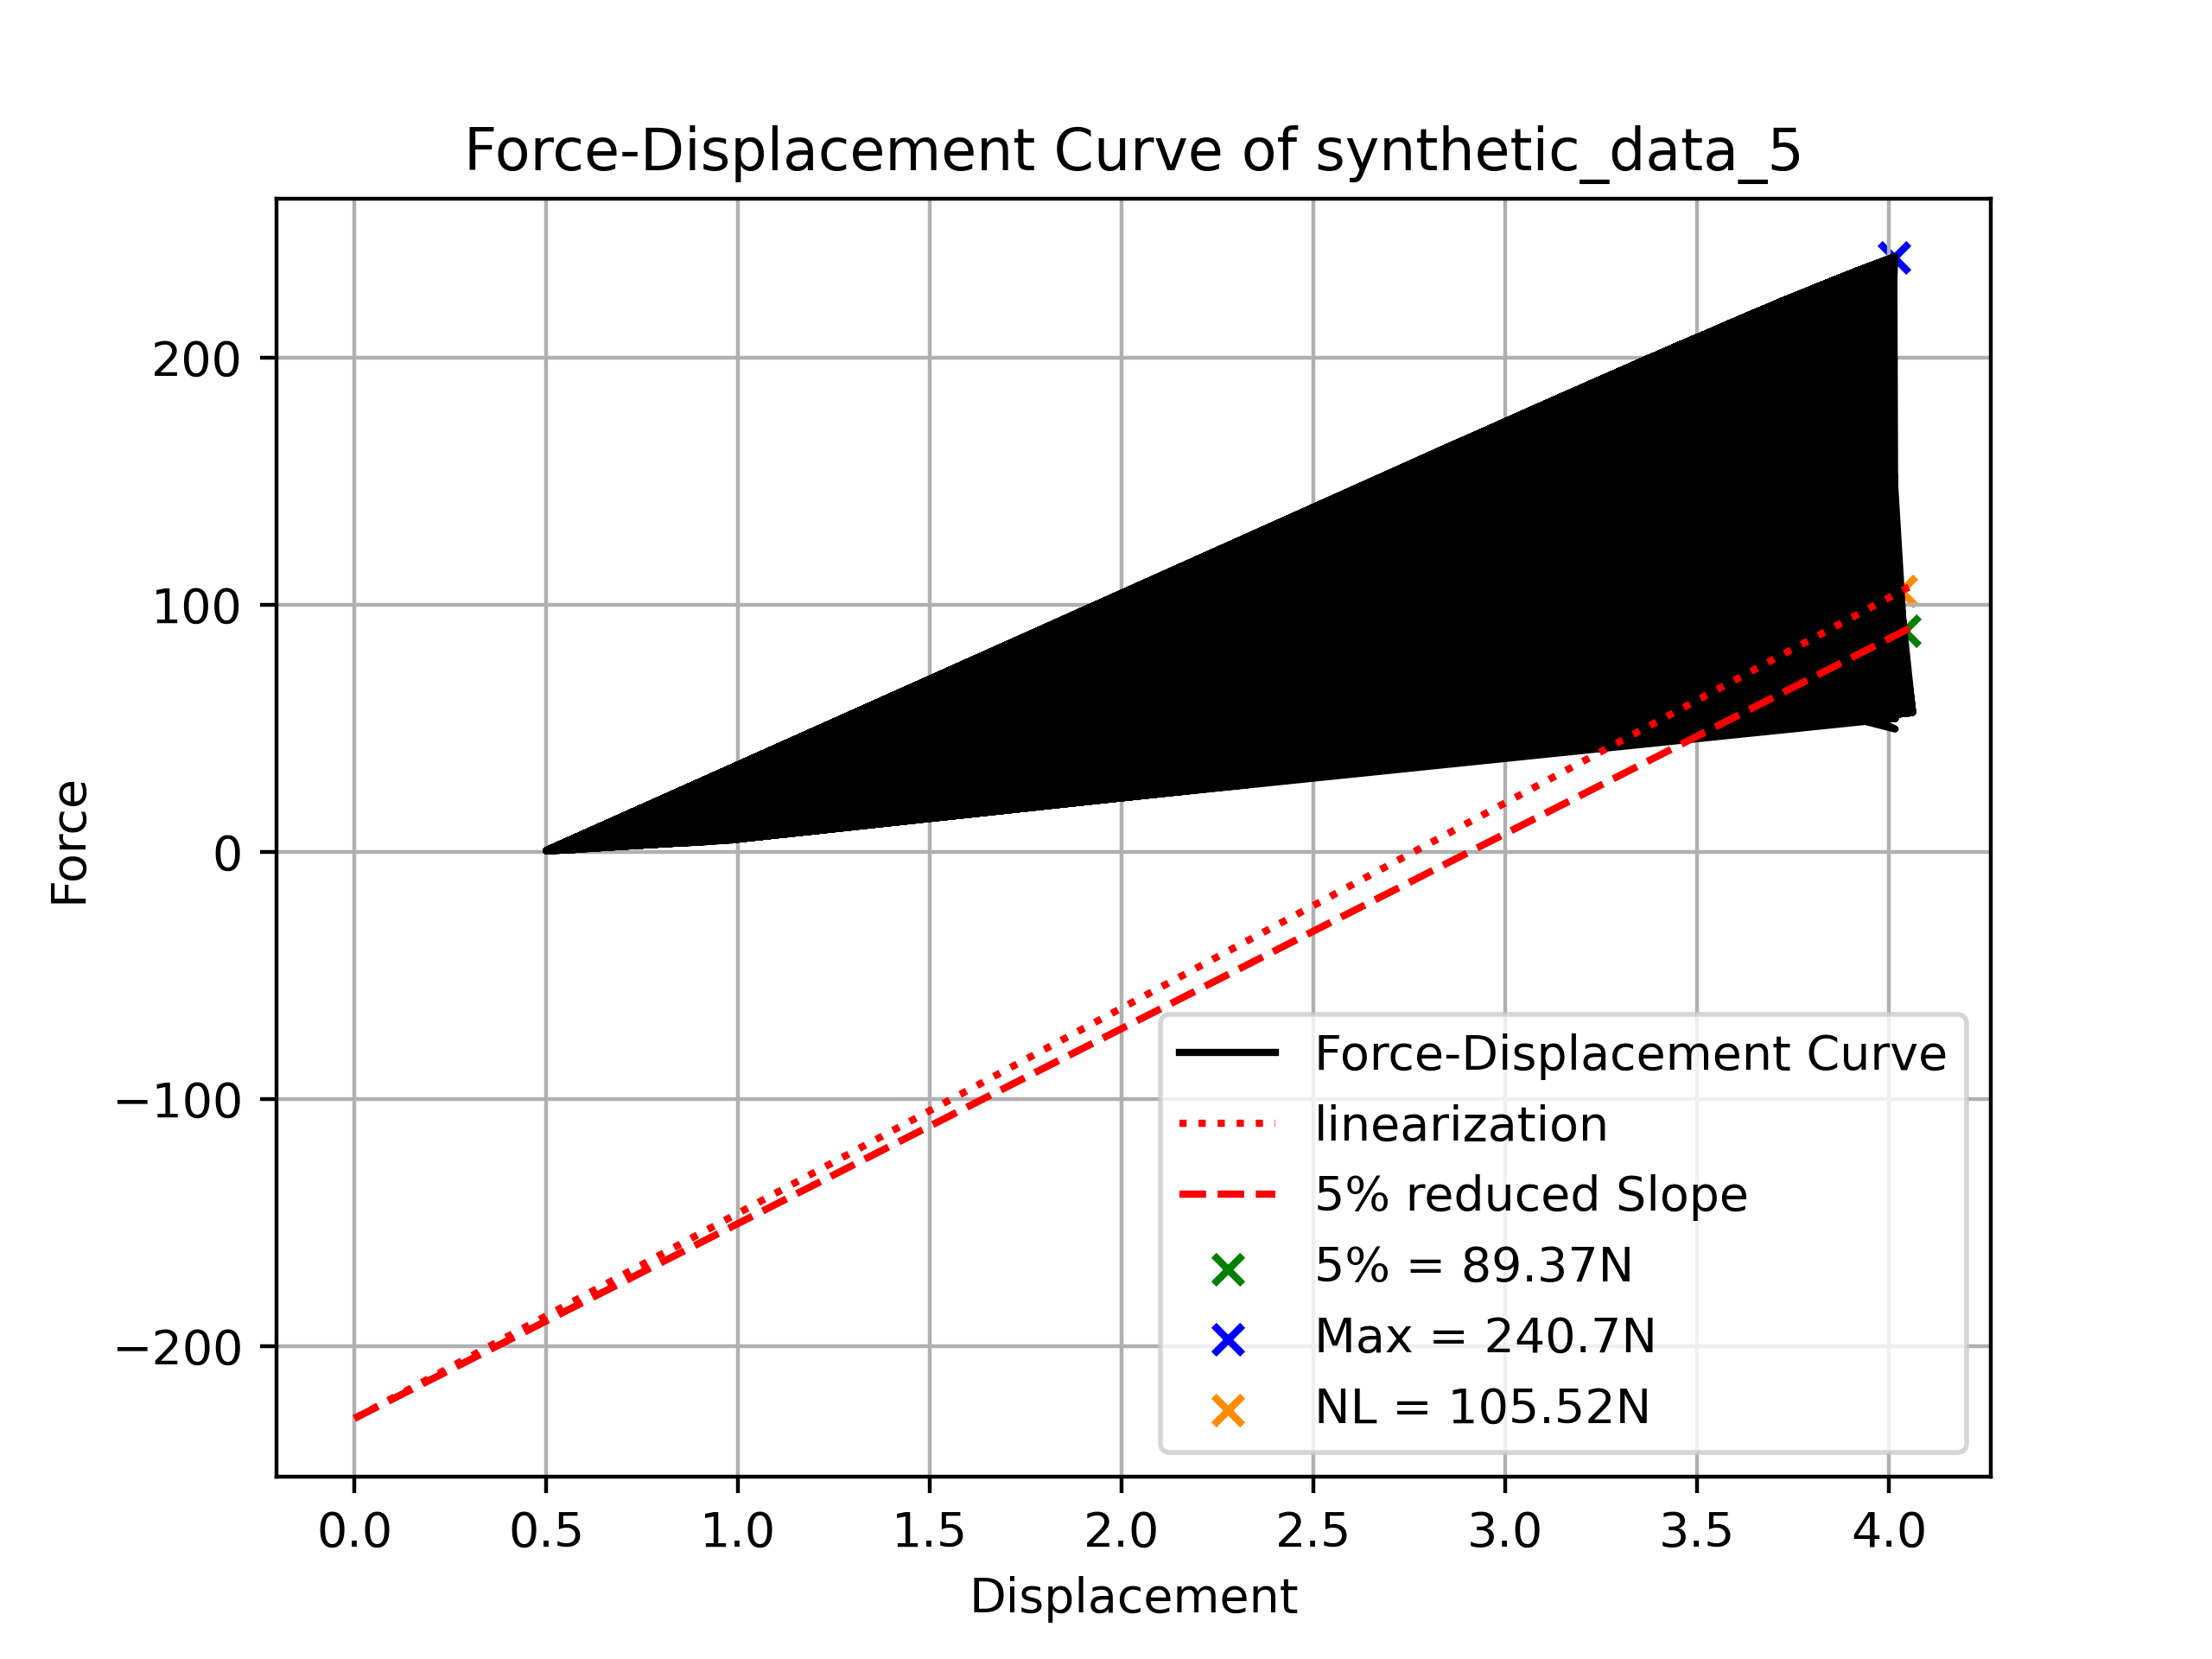 Force-Displacement Curve of synthetic_data_5
Force
200
100
0
−100
−200
0.0 0.5 1.0 1.5 2.0 2.5 3.0 3.5 4.0
Displacement
Force-Displacement Curve
linearization
5% reduced Slope
5% = 89.37N
Max = 240.7N
NL = 105.52N